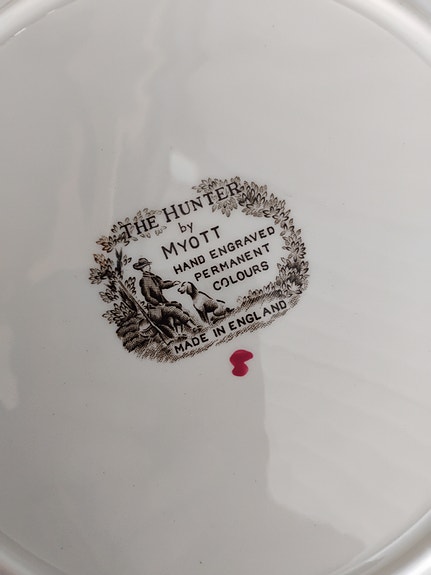 THE HUNTER
by
MYOTT
HAND ENGRAVED
PERMANENT
COLOURS
MADE IN ENGLAND